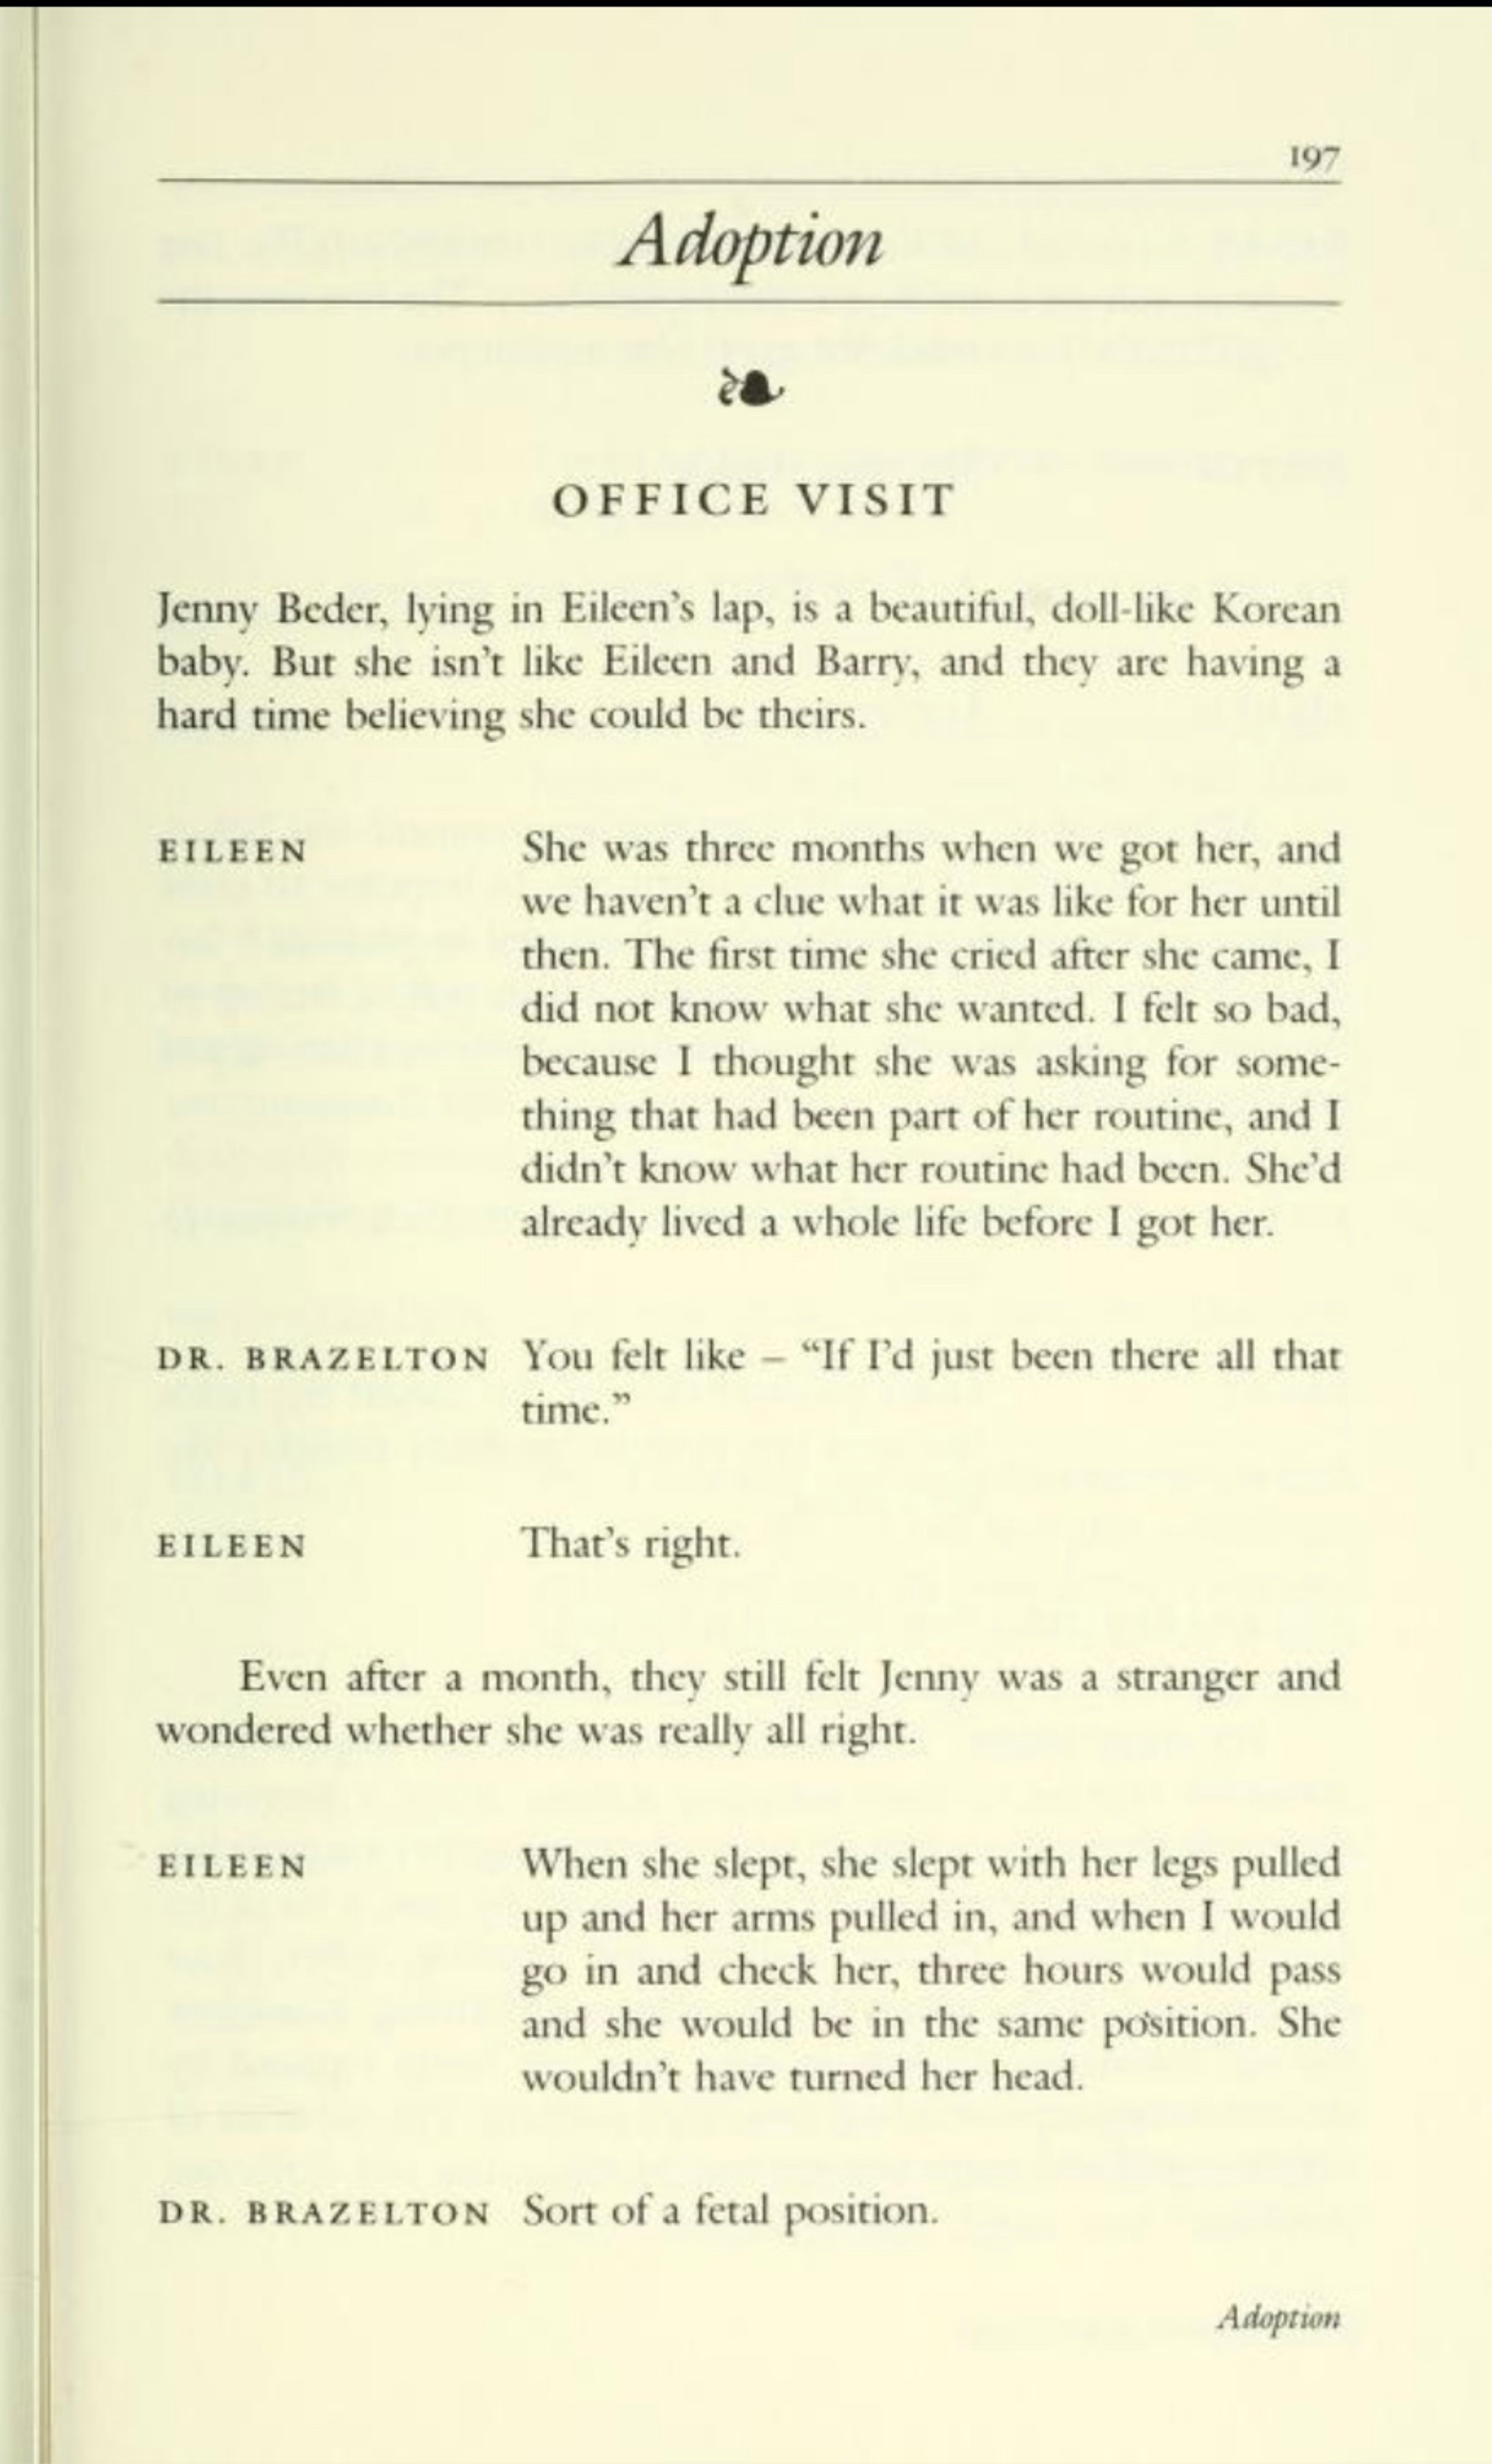 197
Adoption
OFFICE VISIT
Jenny Beder, lying in Eileen's lap, is a beautiful, doll-like Korean
baby. But she isn't like Eileen and Barry, and they are having a
hard time believing she could be theirs.
EILEEN She was three months when we got her, and
we haven't a clue what it was like for her until
then. The first time she cried after she came, I
did not know what she wanted. I felt so bad,
because I thought she was asking for some-
thing that had been part of her routine, and I
didn't know what her routine had been. She'd
already lived a whole life before I got her.
DR. BRAZELTON You felt like – “If I'd just been there all that
time.”
EILEEN That's right.
Even after a month, they still felt Jenny was a stranger and
wondered whether she was really all right.
EILEEN When she slept, she slept with her legs pulled
up and her arms pulled in, and when I would
go in and check her, three hours would pass
and she would be in the same position. She
wouldn't have turned her head.
DR. BRAZELTON Sort of a fetal position.
Adoption